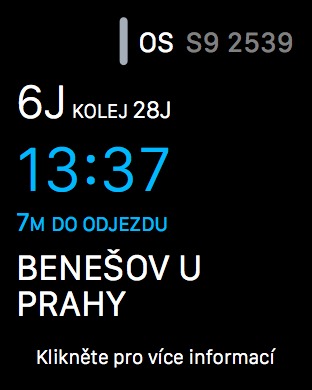 OS S9 2539
6J KOLEJ 28J
13:37
7M DO ODJEZDU
BENEŠOV U
PRAHY
Klikněte pro více informací